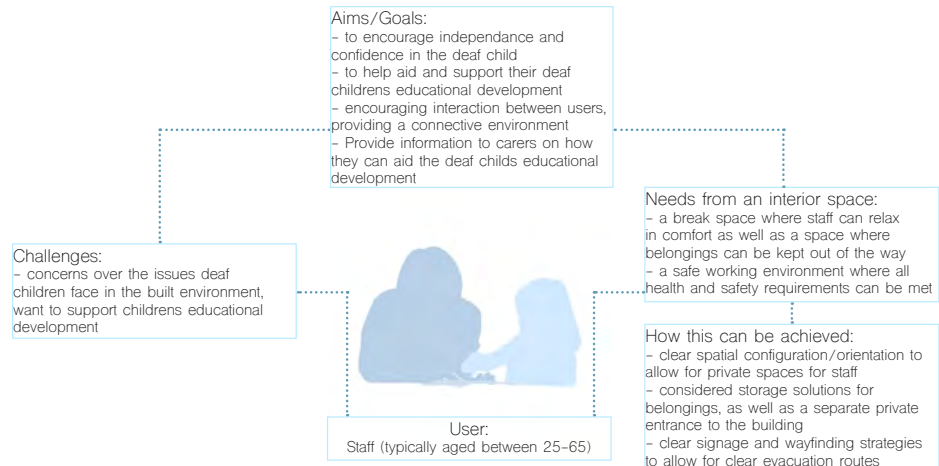 Aims/Goals:
– to encourage independance and
confidence in the deaf child
– to help aid and support their deaf
childrens educational development
– encouraging interaction between users,
providing a connective environment
– Provide information to carers on how
they can aid the deaf childs educational
development
Challenges:
– concerns over the issues deaf
children face in the built environment,
want to support childrens educational
development
Needs from an interior space:
– a break space where staff can relax
in comfort as well as a space where
belongings can be kept out of the way
– a safe working environment where all
health and safety requirements can be met
How this can be achieved:
– clear spatial configuration/orientation to
allow for private spaces for staff
– considered storage solutions for
belongings, as well as a separate private
entrance to the building
– clear signage and wayfinding strategies
to allow for clear evacuation routes
User:
Staff (typically aged between 25–65)